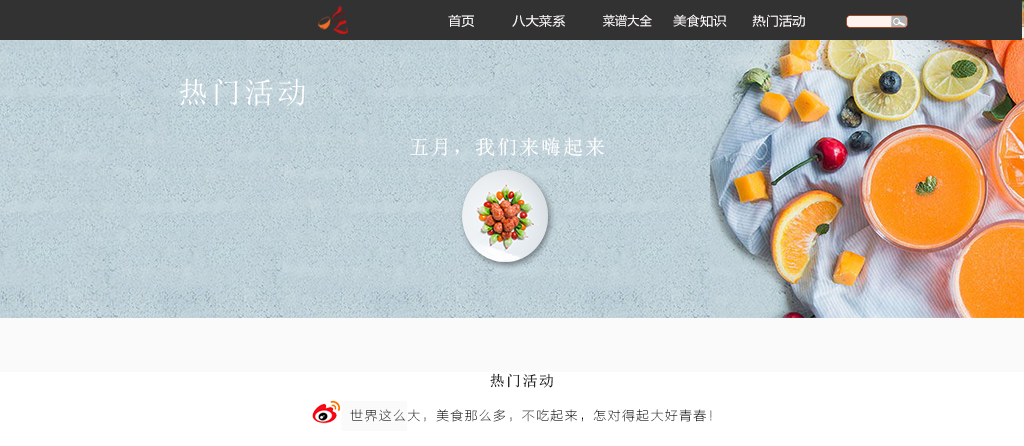 首页 八大菜系 菜谱大全 美食知识 热门活动
热门活动
五月，我们来嗨起来
热门活动
世界这么大，美食那么多，不吃起来，怎对得起大好青春！